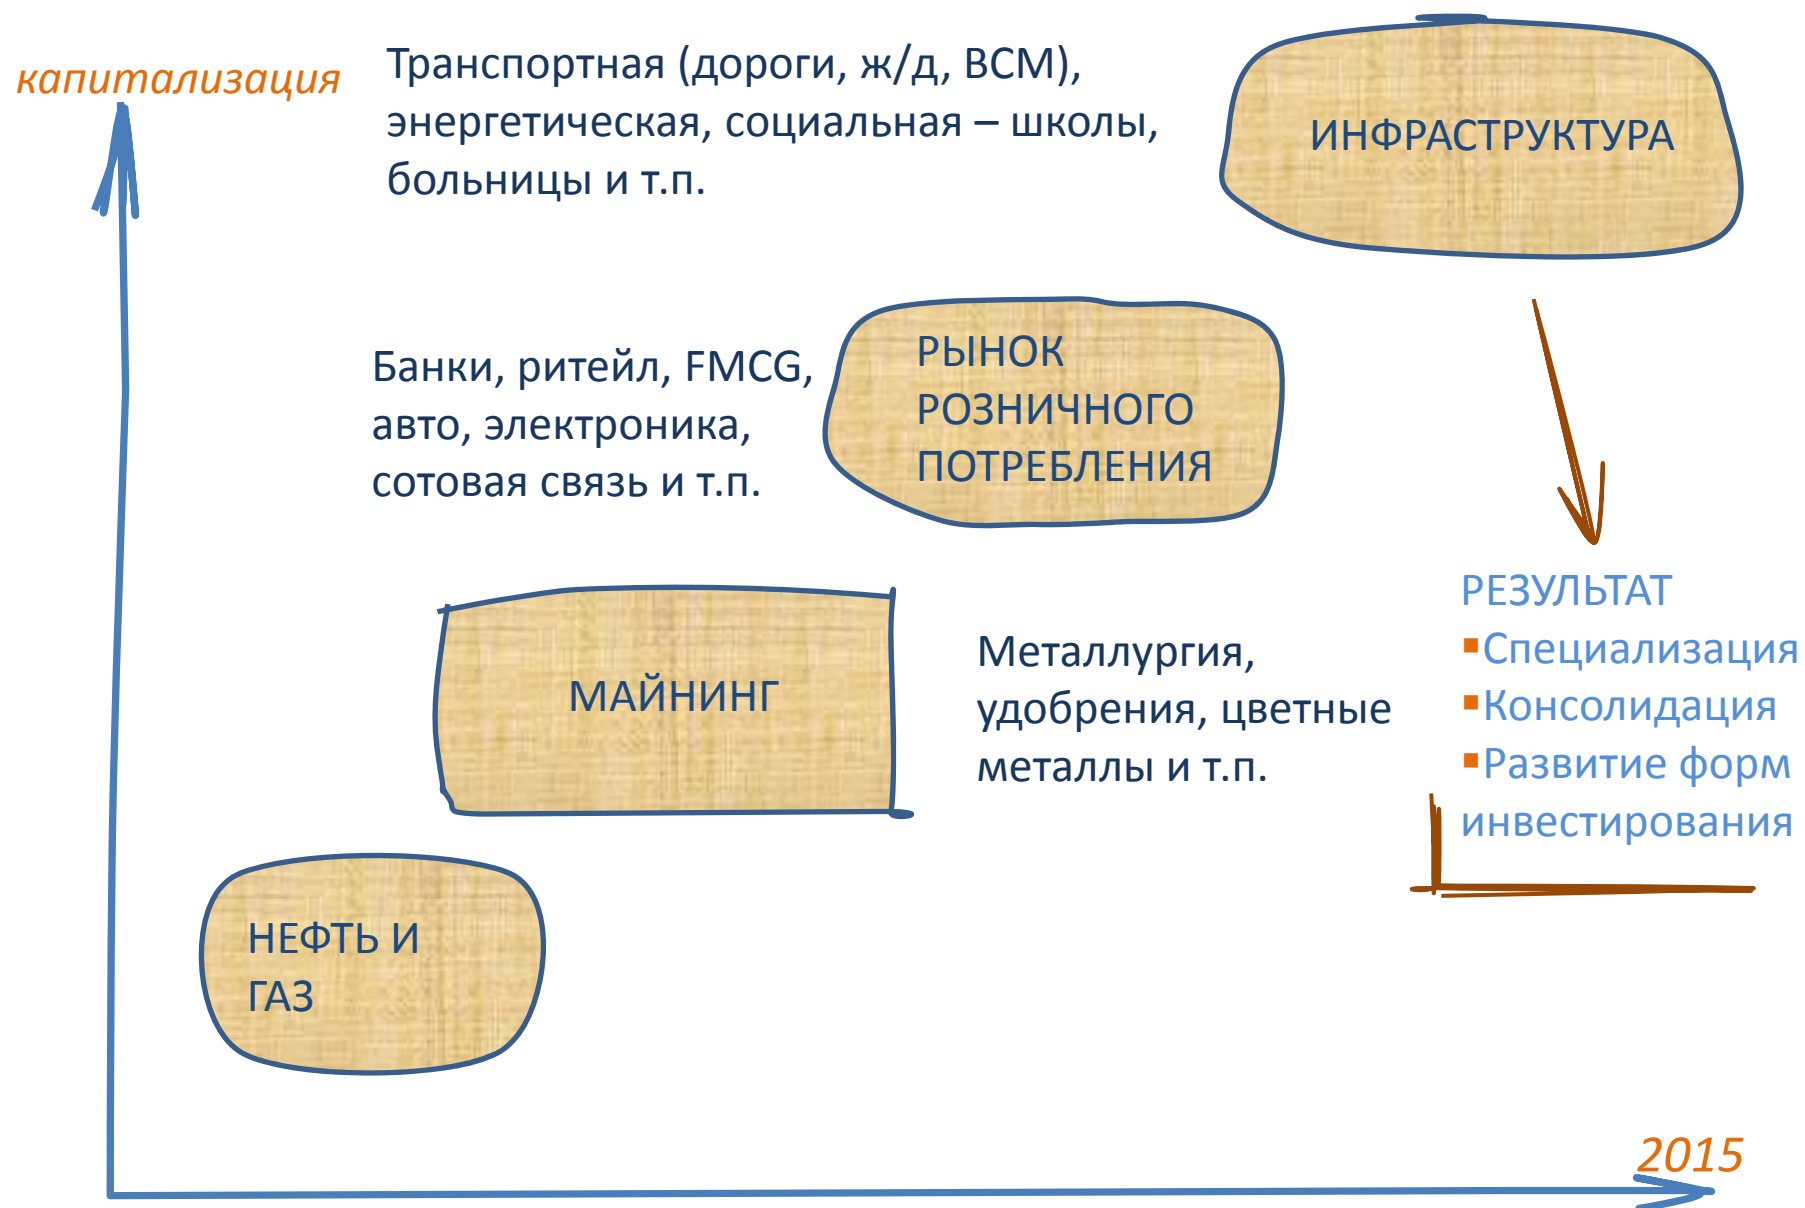 капитализация
Транспортная (дороги, ж/д, ВСМ),
энергетическая, социальная – школы,
больницы и т.п.
ИНФРАСТРУКТУРА
Банки, ритейл, FMCG,
авто, электроника,
сотовая связь и т.п.
РЫНОК
РОЗНИЧНОГО
ПОТРЕБЛЕНИЯ
МАЙНИНГ
Металлургия,
удобрения, цветные
металлы и т.п.
РЕЗУЛЬТАТ
▪Специализация
▪Консолидация
▪Развитие форм
инвестирования
НЕФТЬ И
ГАЗ
2015